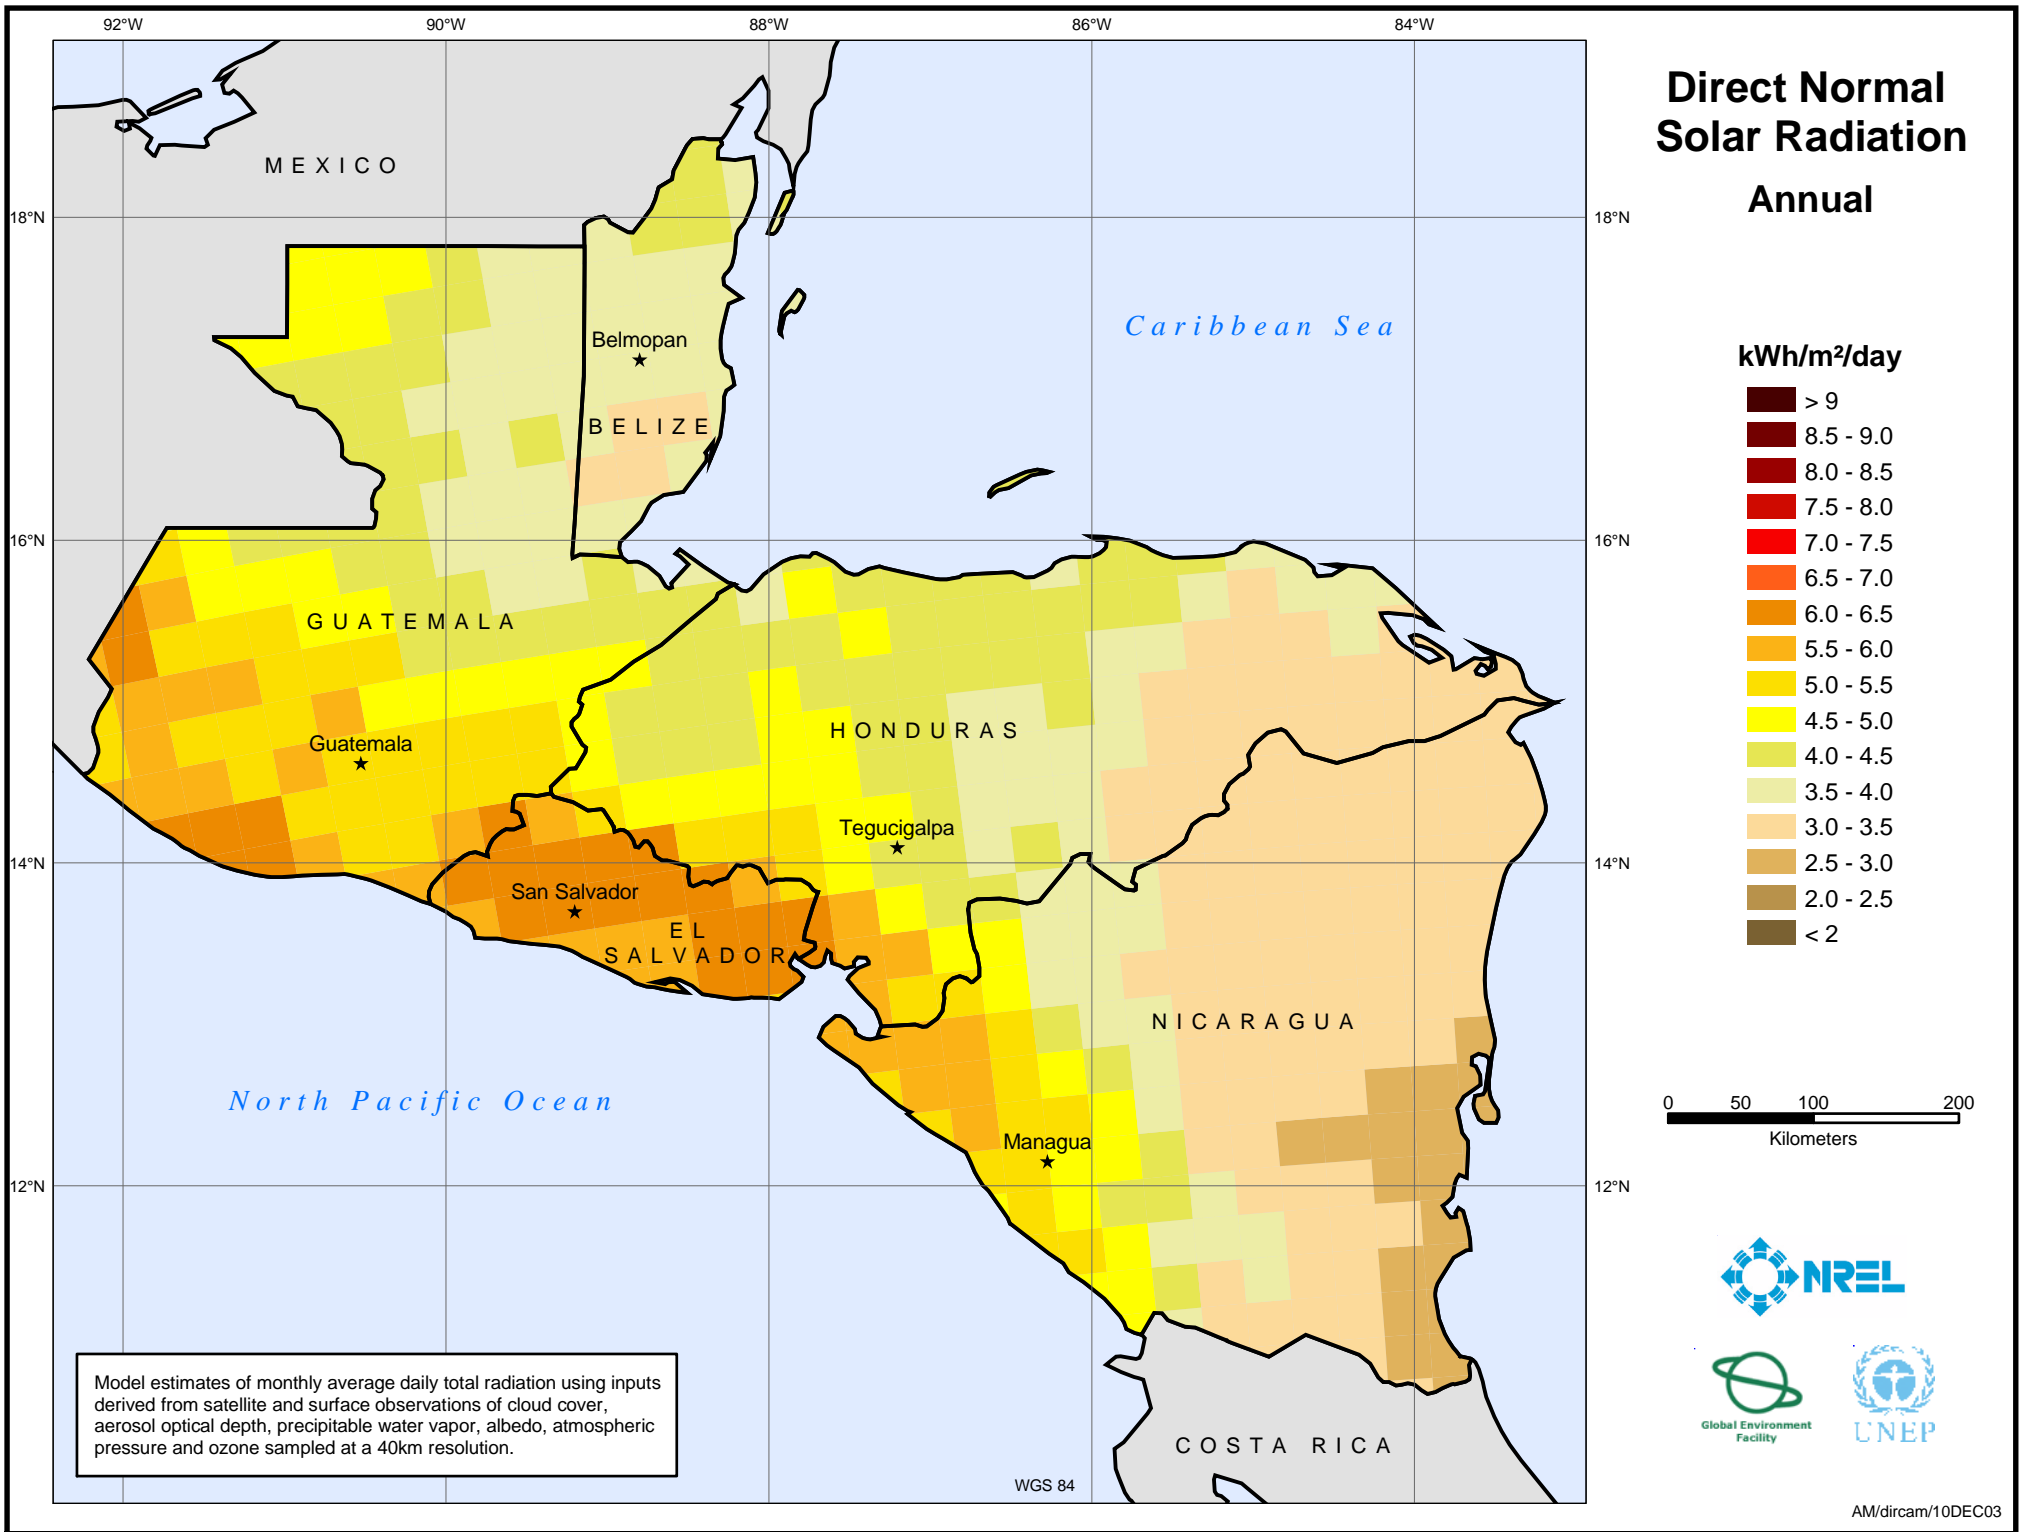 92°W 90°W 88°W 86°W 84°W
Direct Normal
Solar Radiation
Annual
MEXICO
18°N 18°N
Caribbean Sea
Belmopan
BELIZE
kWh/m²/day
> 9
8.5 - 9.0
8.0 - 8.5
7.5 - 8.0
7.0 - 7.5
6.5 - 7.0
6.0 - 6.5
5.5 - 6.0
5.0 - 5.5
4.5 - 5.0
4.0 - 4.5
3.5 - 4.0
3.0 - 3.5
2.5 - 3.0
2.0 - 2.5
< 2
16°N 16°N
GUATEMALA
HONDURAS
Guatemala
Tegucigalpa
14°N 14°N
San Salvador
EL
SALVADOR
NICARAGUA
North Pacific Ocean
Managua
0 50 100 200
Kilometers
12°N 12°N
NREL
Global Environment
Facility
UNEP
Model estimates of monthly average daily total radiation using inputs
derived from satellite and surface observations of cloud cover,
aerosol optical depth, precipitable water vapor, albedo, atmospheric
pressure and ozone sampled at a 40km resolution.
COSTA RICA
WGS 84
AM/dircam/10DEC03